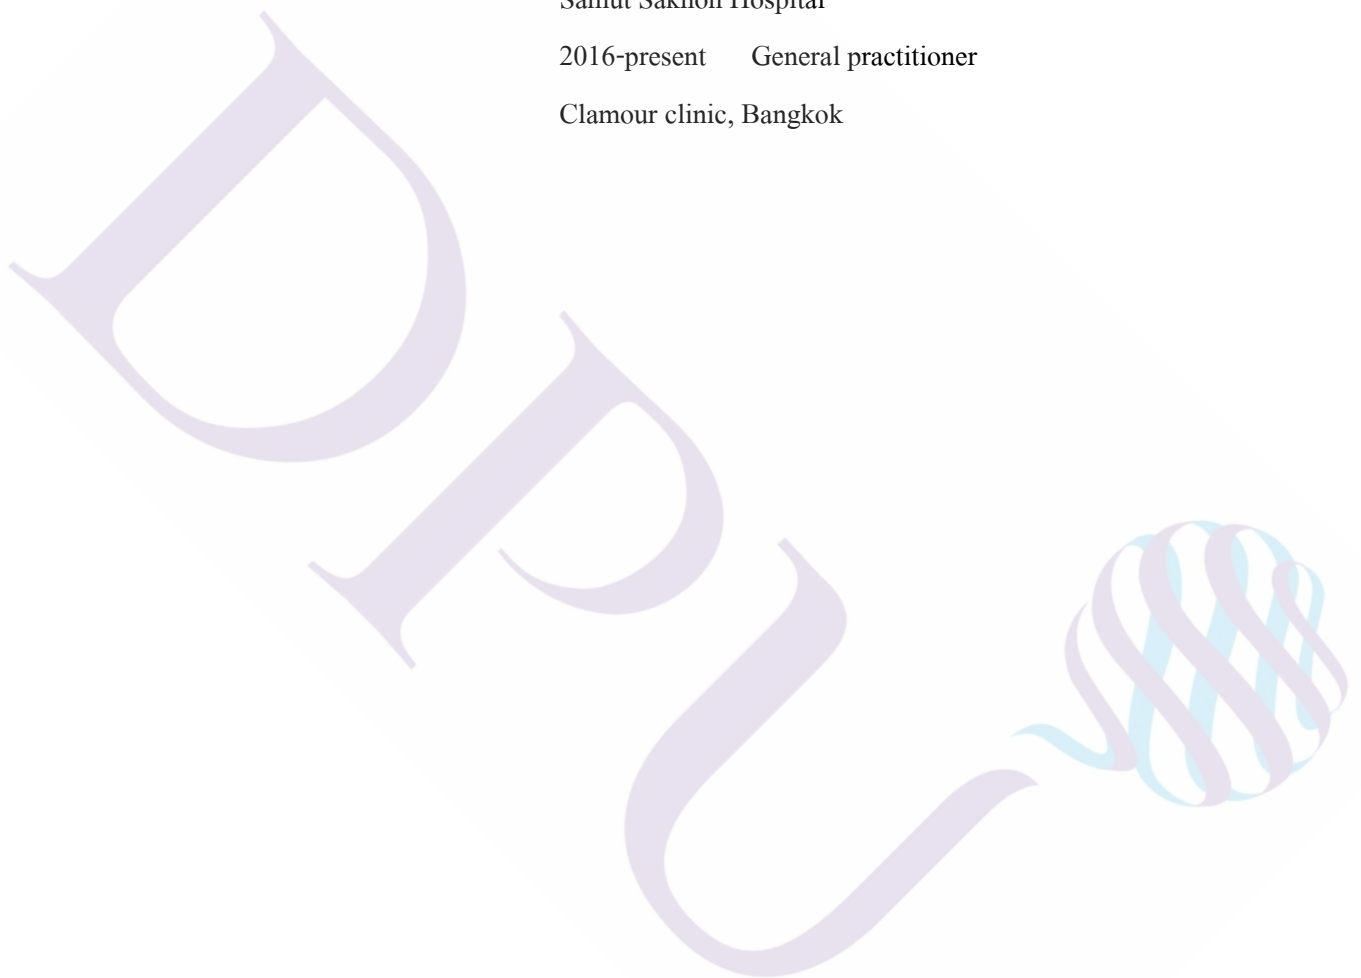 Samut Sakhon Hospital
2016-present General practitioner
Clamour clinic, Bangkok
DPU